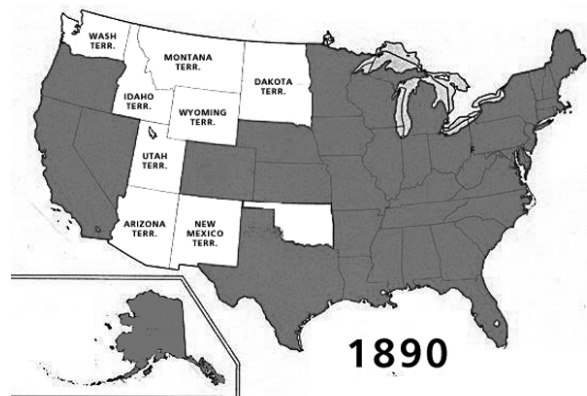 WASH
TERR.
MONTANA
TERR.
DAKOTA
TERR.
IDAHO
TERR.
WYOMING
TERR.
UTAH
TERR.
ARIZONA
TERR.
NEW
MEXICO
TERR.
1890